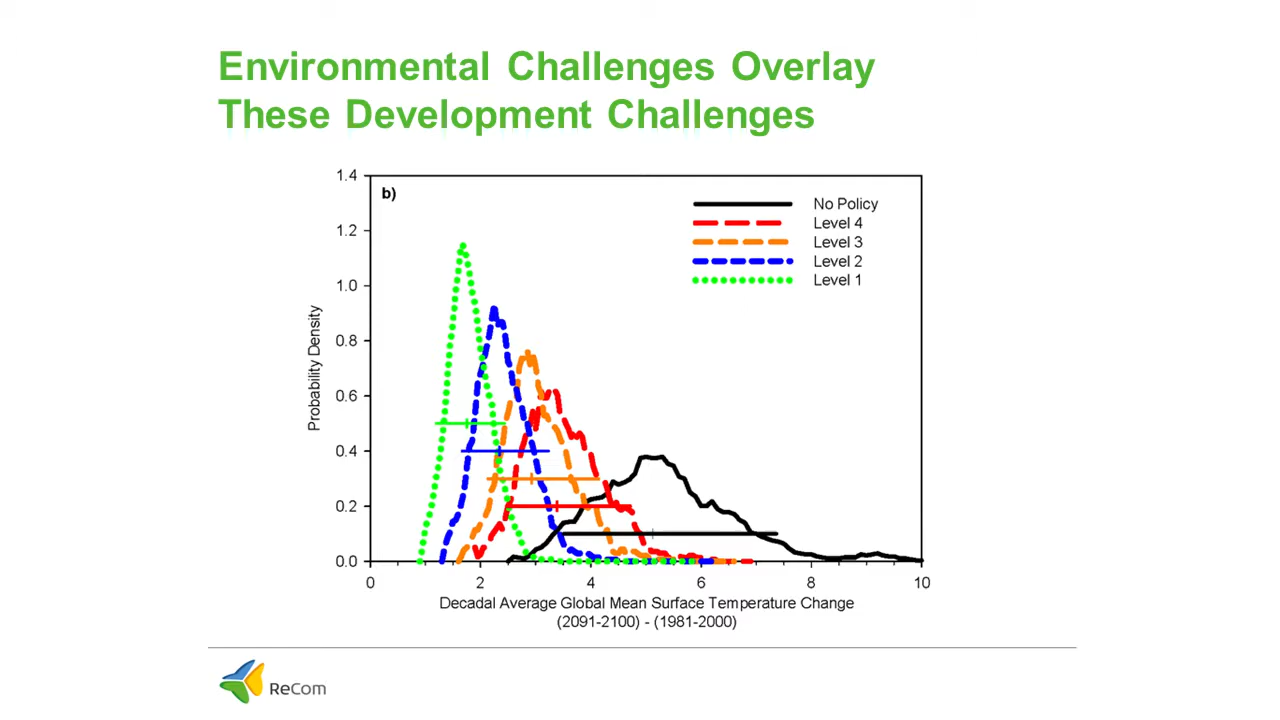 Environmental Challenges Overlay
These Development Challenges
b)
No Policy
Level 4
Level 3
Level 2
Level 1
1.4
1.2
1.0
0.8
0.6
0.4
0.2
0.0
Probability Density
0 2 4 6 8 10
Decadal Average Global Mean Surface Temperature Change
(2091-2100) - (1981-2000)
ReCom